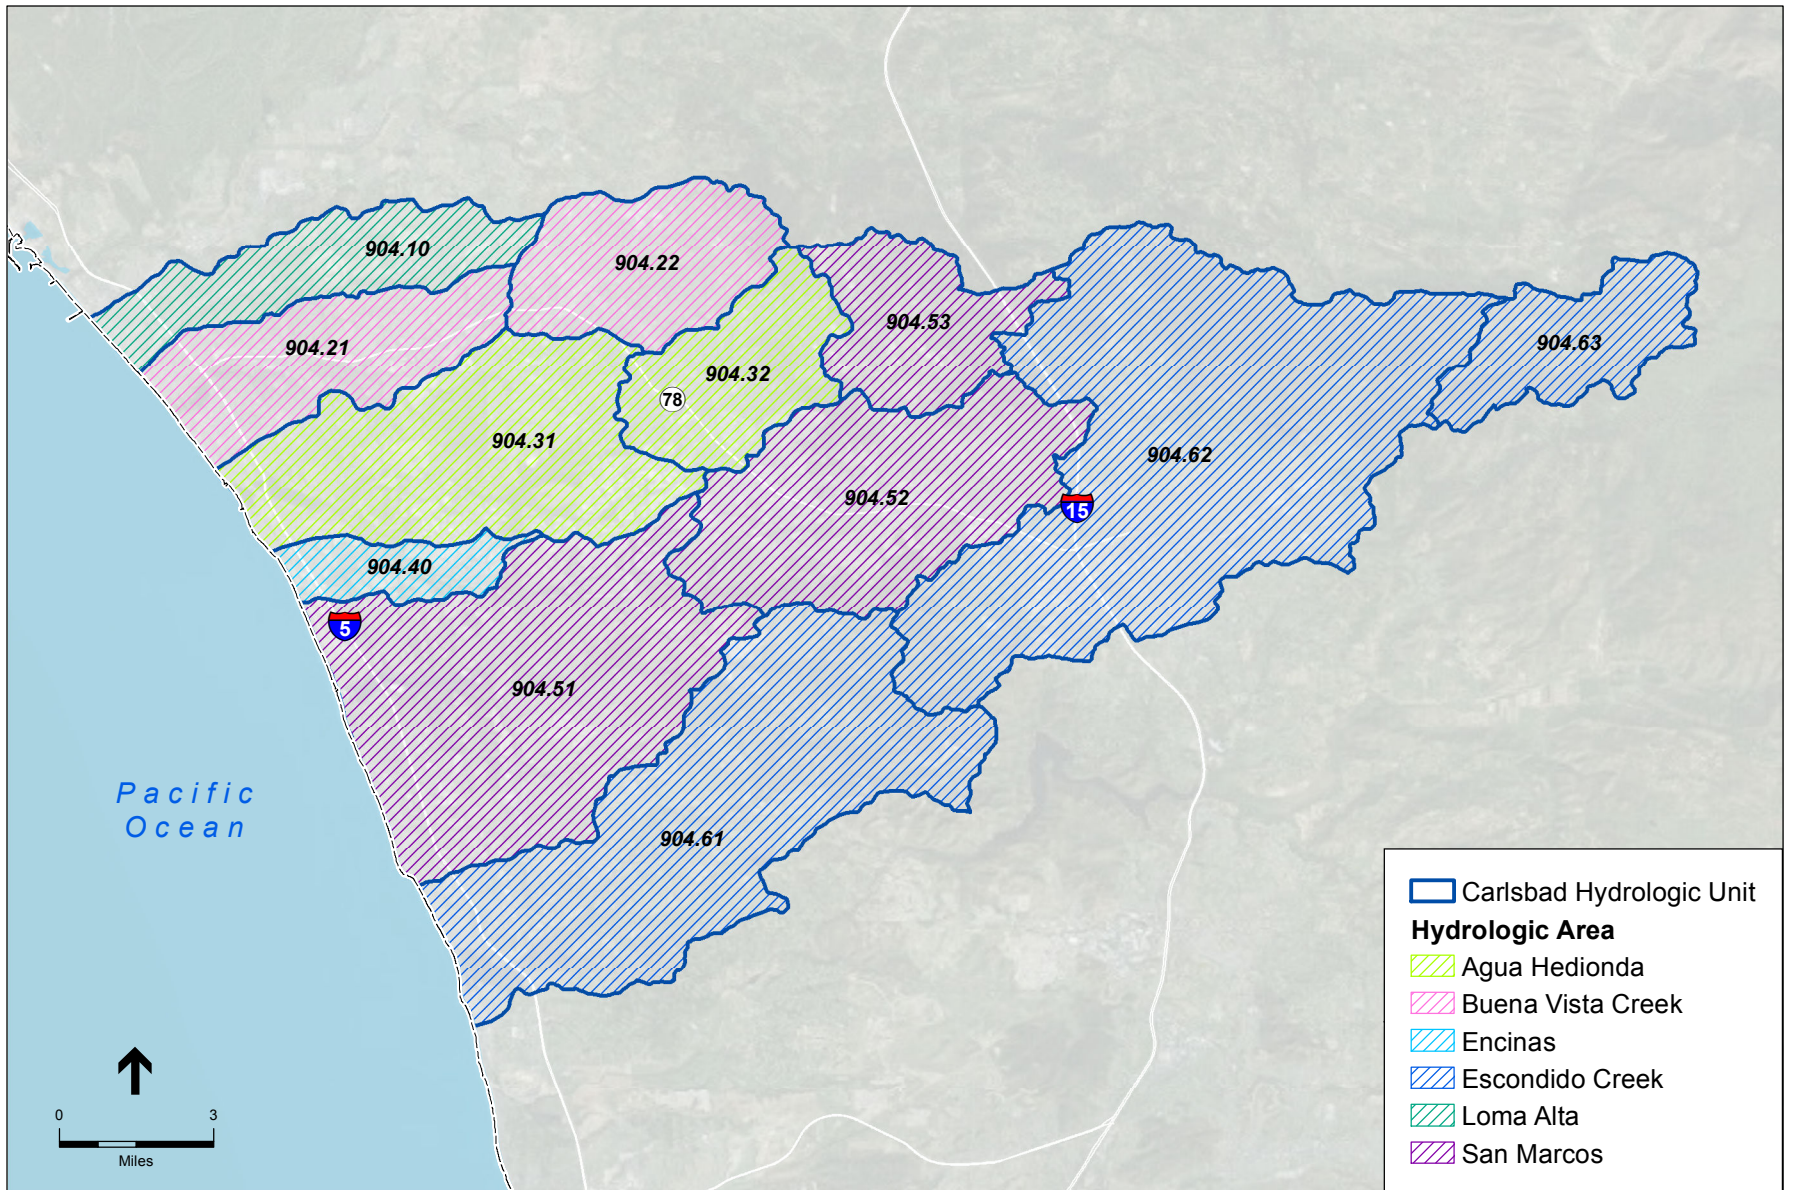 904.10
904.22
904.53
904.21
904.32
904.63
78
904.31
904.62
904.52
15
904.40
5
904.51
Pacific
Ocean
904.61
Carlsbad Hydrologic Unit
Hydrologic Area
Agua Hedionda
Buena Vista Creek
Encinas
Escondido Creek
Loma Alta
San Marcos
0 3
Miles